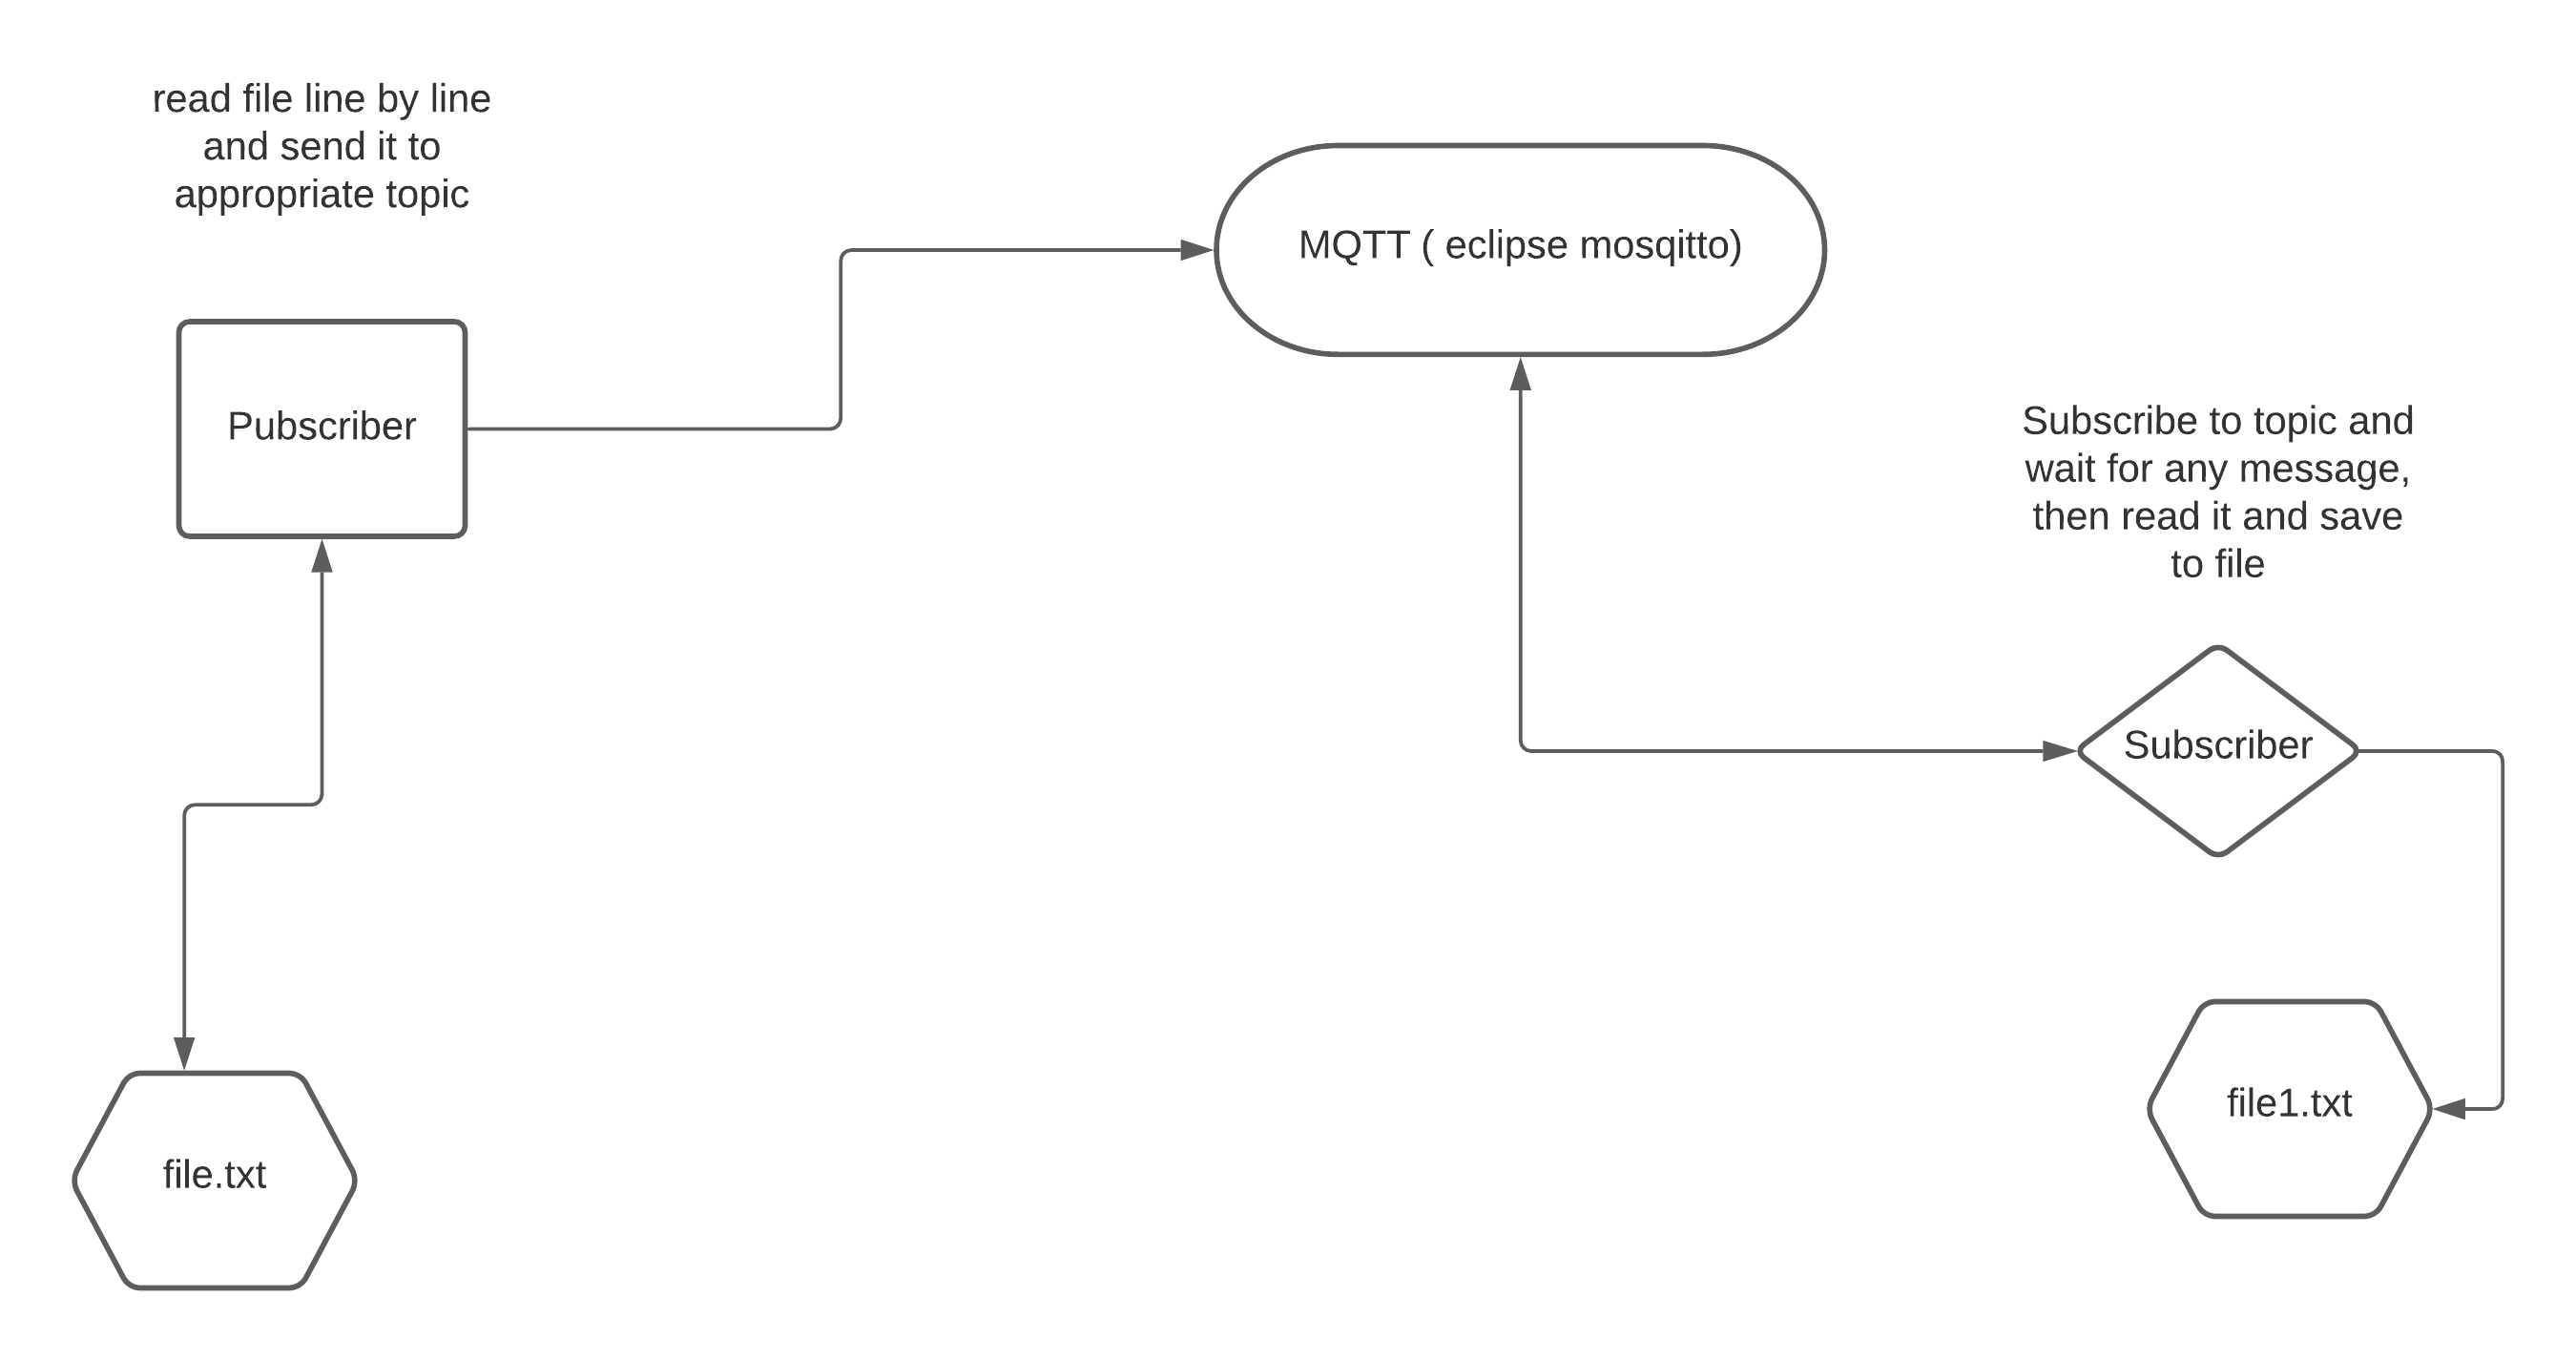 read file line by line
and send it to
appropriate topic
MQTT ( eclipse mosqitto)
Pubscriber
Subscribe to topic and
wait for any message,
then read it and save
to file
Subscriber
file1.txt
file.txt